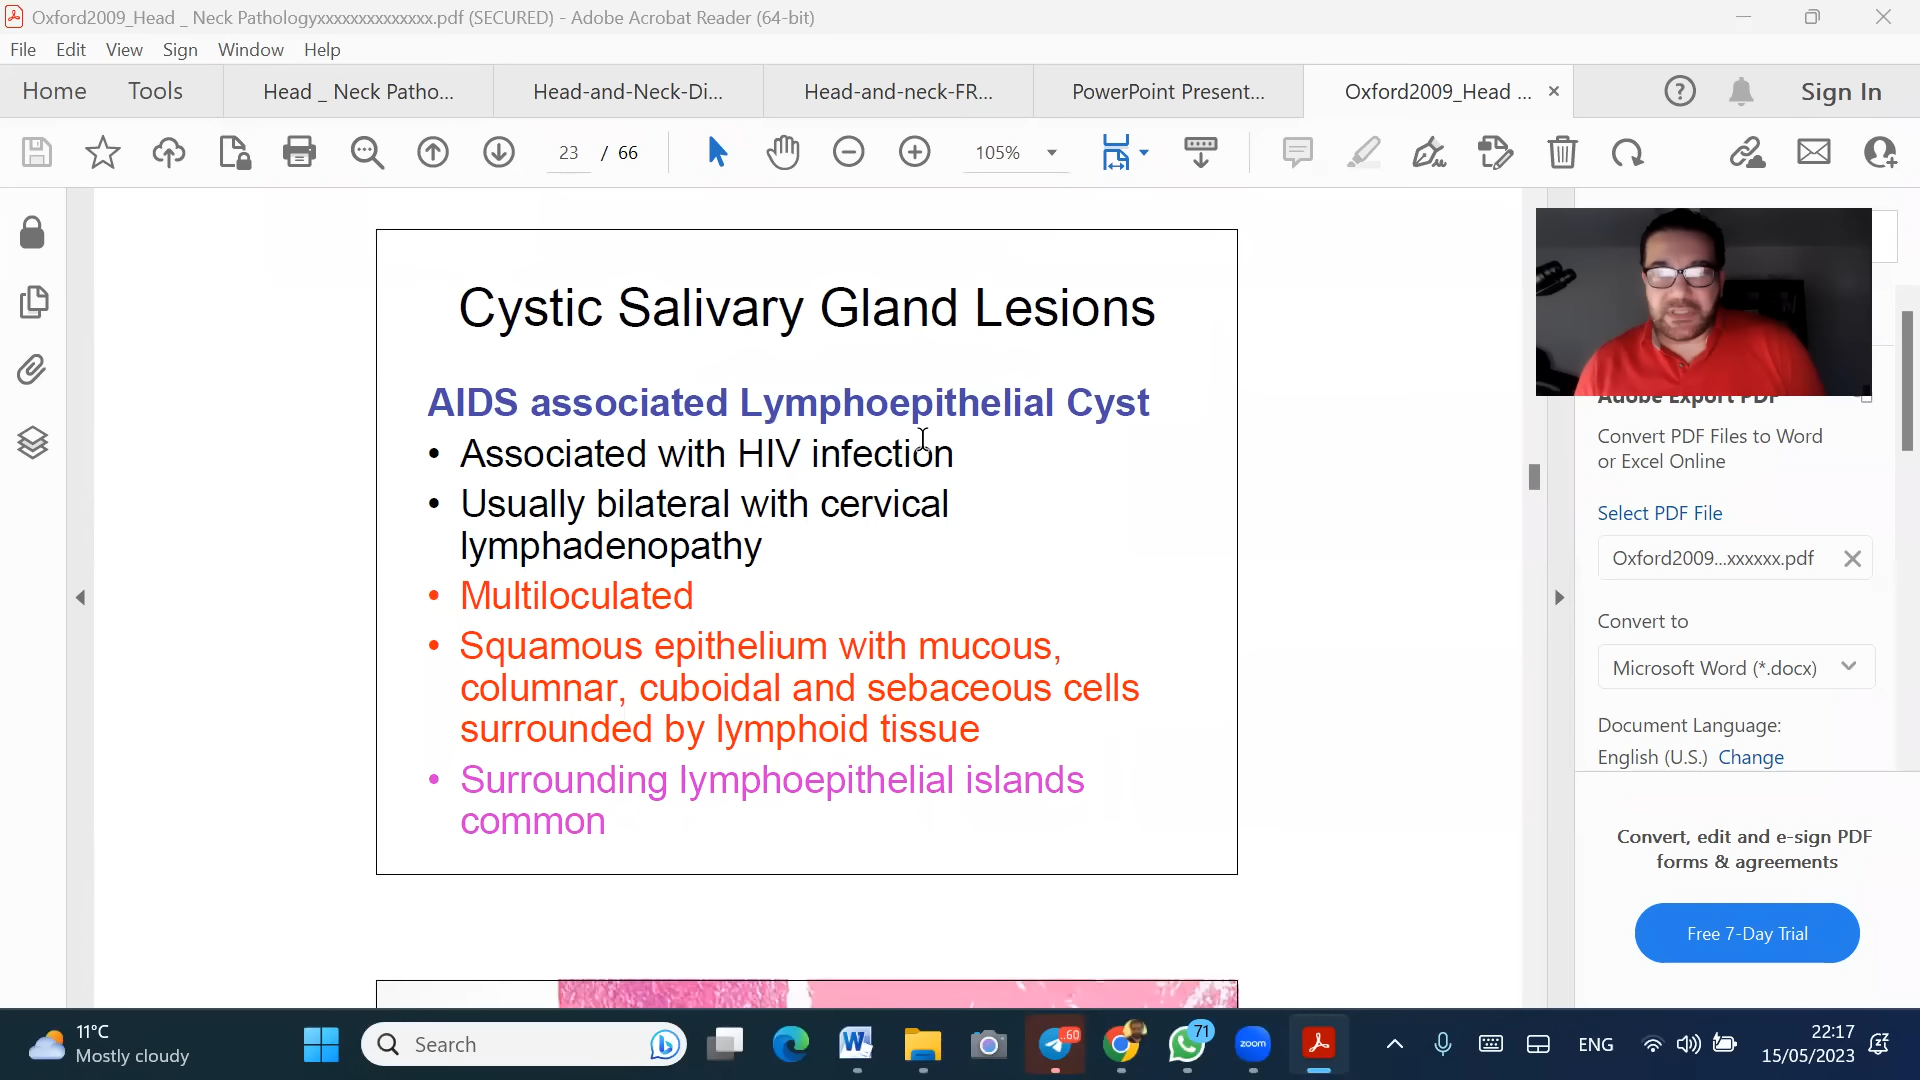 Oxford2009_Head _ Neck Pathologyxxxxxxxxxxxxxx.pdf (SECURED) - Adobe Acrobat Reader (64-bit)
File Edit View Sign Window Help
Home Tools Head _ Neck Patho... Head-and-Neck-Di... Head-and-neck-FR... PowerPoint Present... Oxford2009_Head ... Sign In
23 / 66 105%
Cystic Salivary Gland Lesions
AIDS associated Lymphoepithelial Cyst
• Associated with HIV infection
• Usually bilateral with cervical
lymphadenopathy
• Multiloculated
• Squamous epithelium with mucous,
columnar, cuboidal and sebaceous cells
surrounded by lymphoid tissue
• Surrounding lymphoepithelial islands
common
Adobe Export PDF
Convert PDF Files to Word
or Excel Online
Select PDF File
Oxford2009...xxxxxx.pdf
Convert to
Microsoft Word (*.docx)
Document Language:
English (U.S.) Change
Convert, edit and e-sign PDF
forms & agreements
Free 7-Day Trial
11°C
Mostly cloudy
Search
60
71
zoom
ENG
22:17
15/05/2023